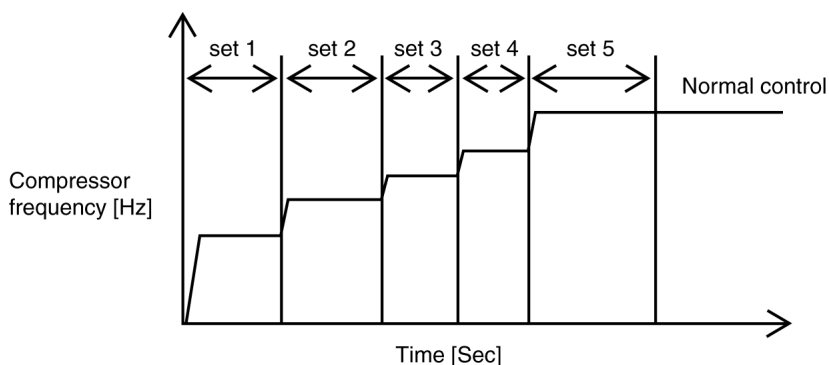 set 1
set 2
set 3
set 4
set 5
Normal control
Compressor
frequency [Hz]
Time [Sec]